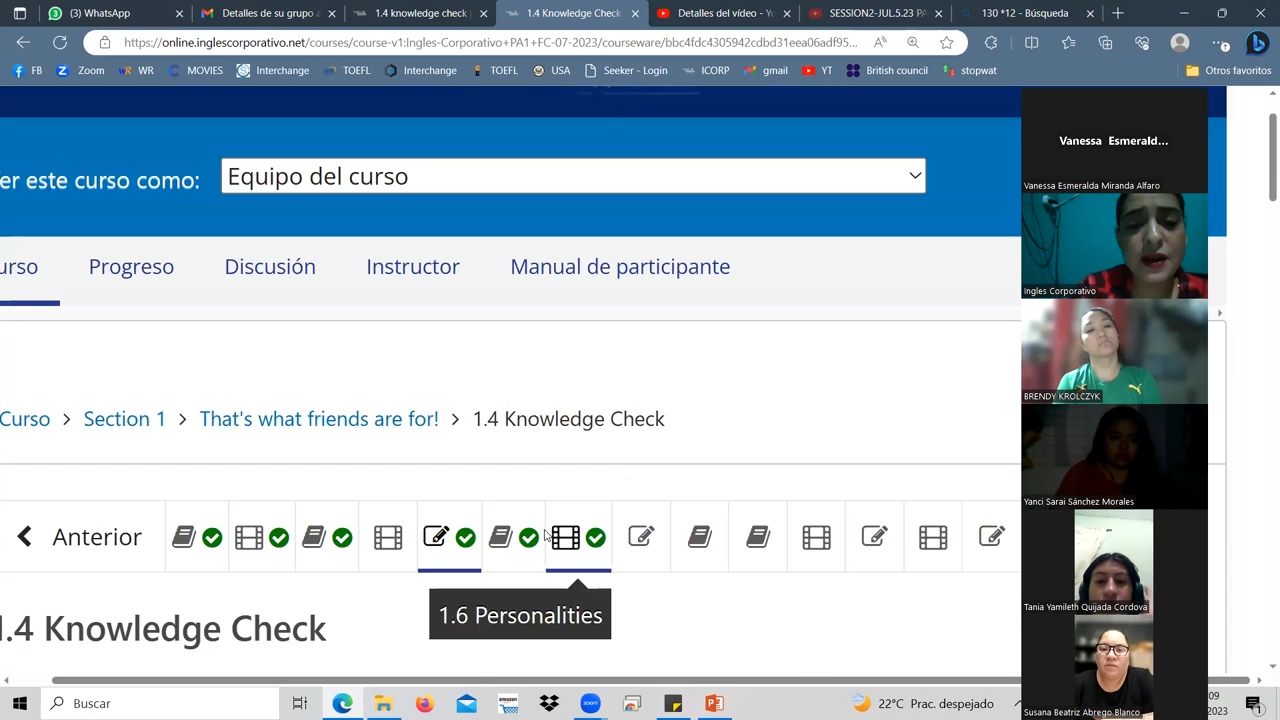 WhatsApp
Detalles de su grupo a
1.4 knowledge check |
1.4 Knowledge Check
Detalles del vídeo - Yo
SESSION2-JUL.5.23 PA
130 *12 - Búsqueda
https://online.inglescorporativo.net/courses/course-v1:Ingles-Corporativo+PA1+FC-07-2023/courseware/bbc4fdc4305942cdbd31eea06adf95...
FB
Zoom
WR
MOVIES
Interchange
TOEFL
Interchange
TOEFL
USA
Seeker - Login
ICORP
gmail
YT
British council
stopwat
Otros favoritos
er este curso como:
Equipo del curso
urso
Progreso
Discusión
Instructor
Manual de participante
Curso > Section 1 > That's what friends are for! > 1.4 Knowledge Check
Anterior
1.6 Personalities
1.4 Knowledge Check
Vanessa Esmerald...
Vanessa Esmeralda Miranda Alfaro
Ingles Corporativo
BRENDY KROLCZYK
Yanci Sarai Sánchez Morales
Tania Yamileth Quijada Cordova
Susana Beatriz Abrego Blanco
Buscar
22°C Prac. despejado
09
2023